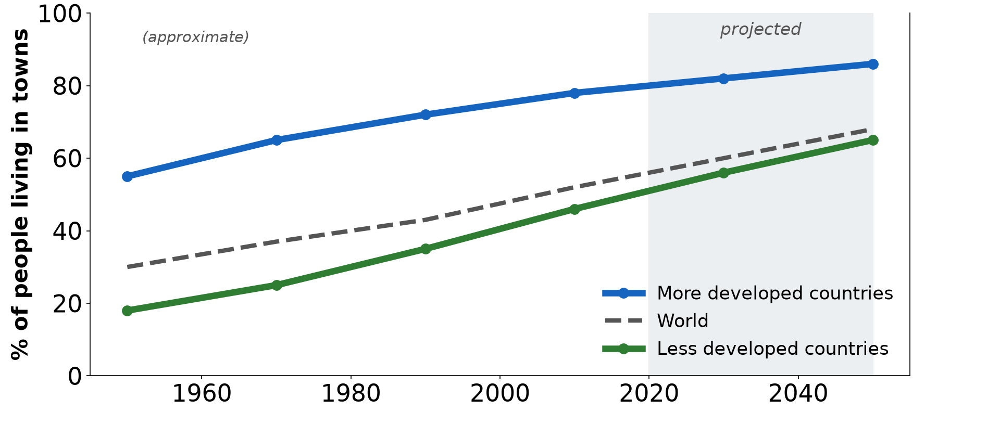 % of people living in towns
100
80
60
40
20
0
(approximate)
projected
More developed countries
World
Less developed countries
1960 1980 2000 2020 2040